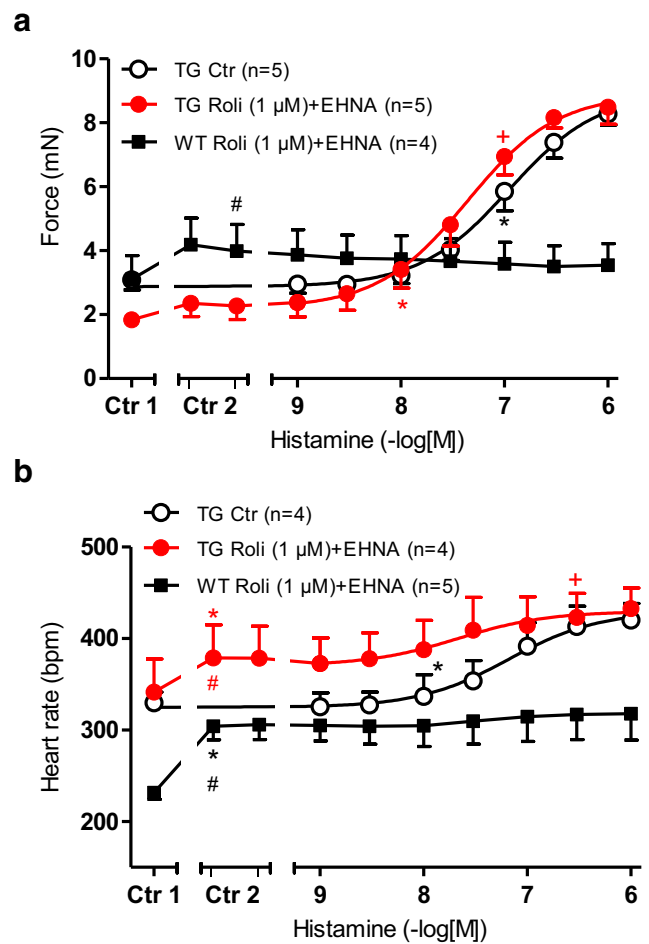 a
10
8
6
4
2
0
Force (mN)
TG Ctr (n=5)
TG Roli (1 µM)+EHNA (n=5)
WT Roli (1 µM)+EHNA (n=4)
#
+
*
*
Ctr 1 Ctr 2 9 8 7 6
Histamine (-log[M])
b
500
400
300
200
Heart rate (bpm)
TG Ctr (n=4)
TG Roli (1 µM)+EHNA (n=4)
WT Roli (1 µM)+EHNA (n=5)
*
#
+
*
*
#
Ctr 1 Ctr 2 9 8 7 6
Histamine (-log[M])